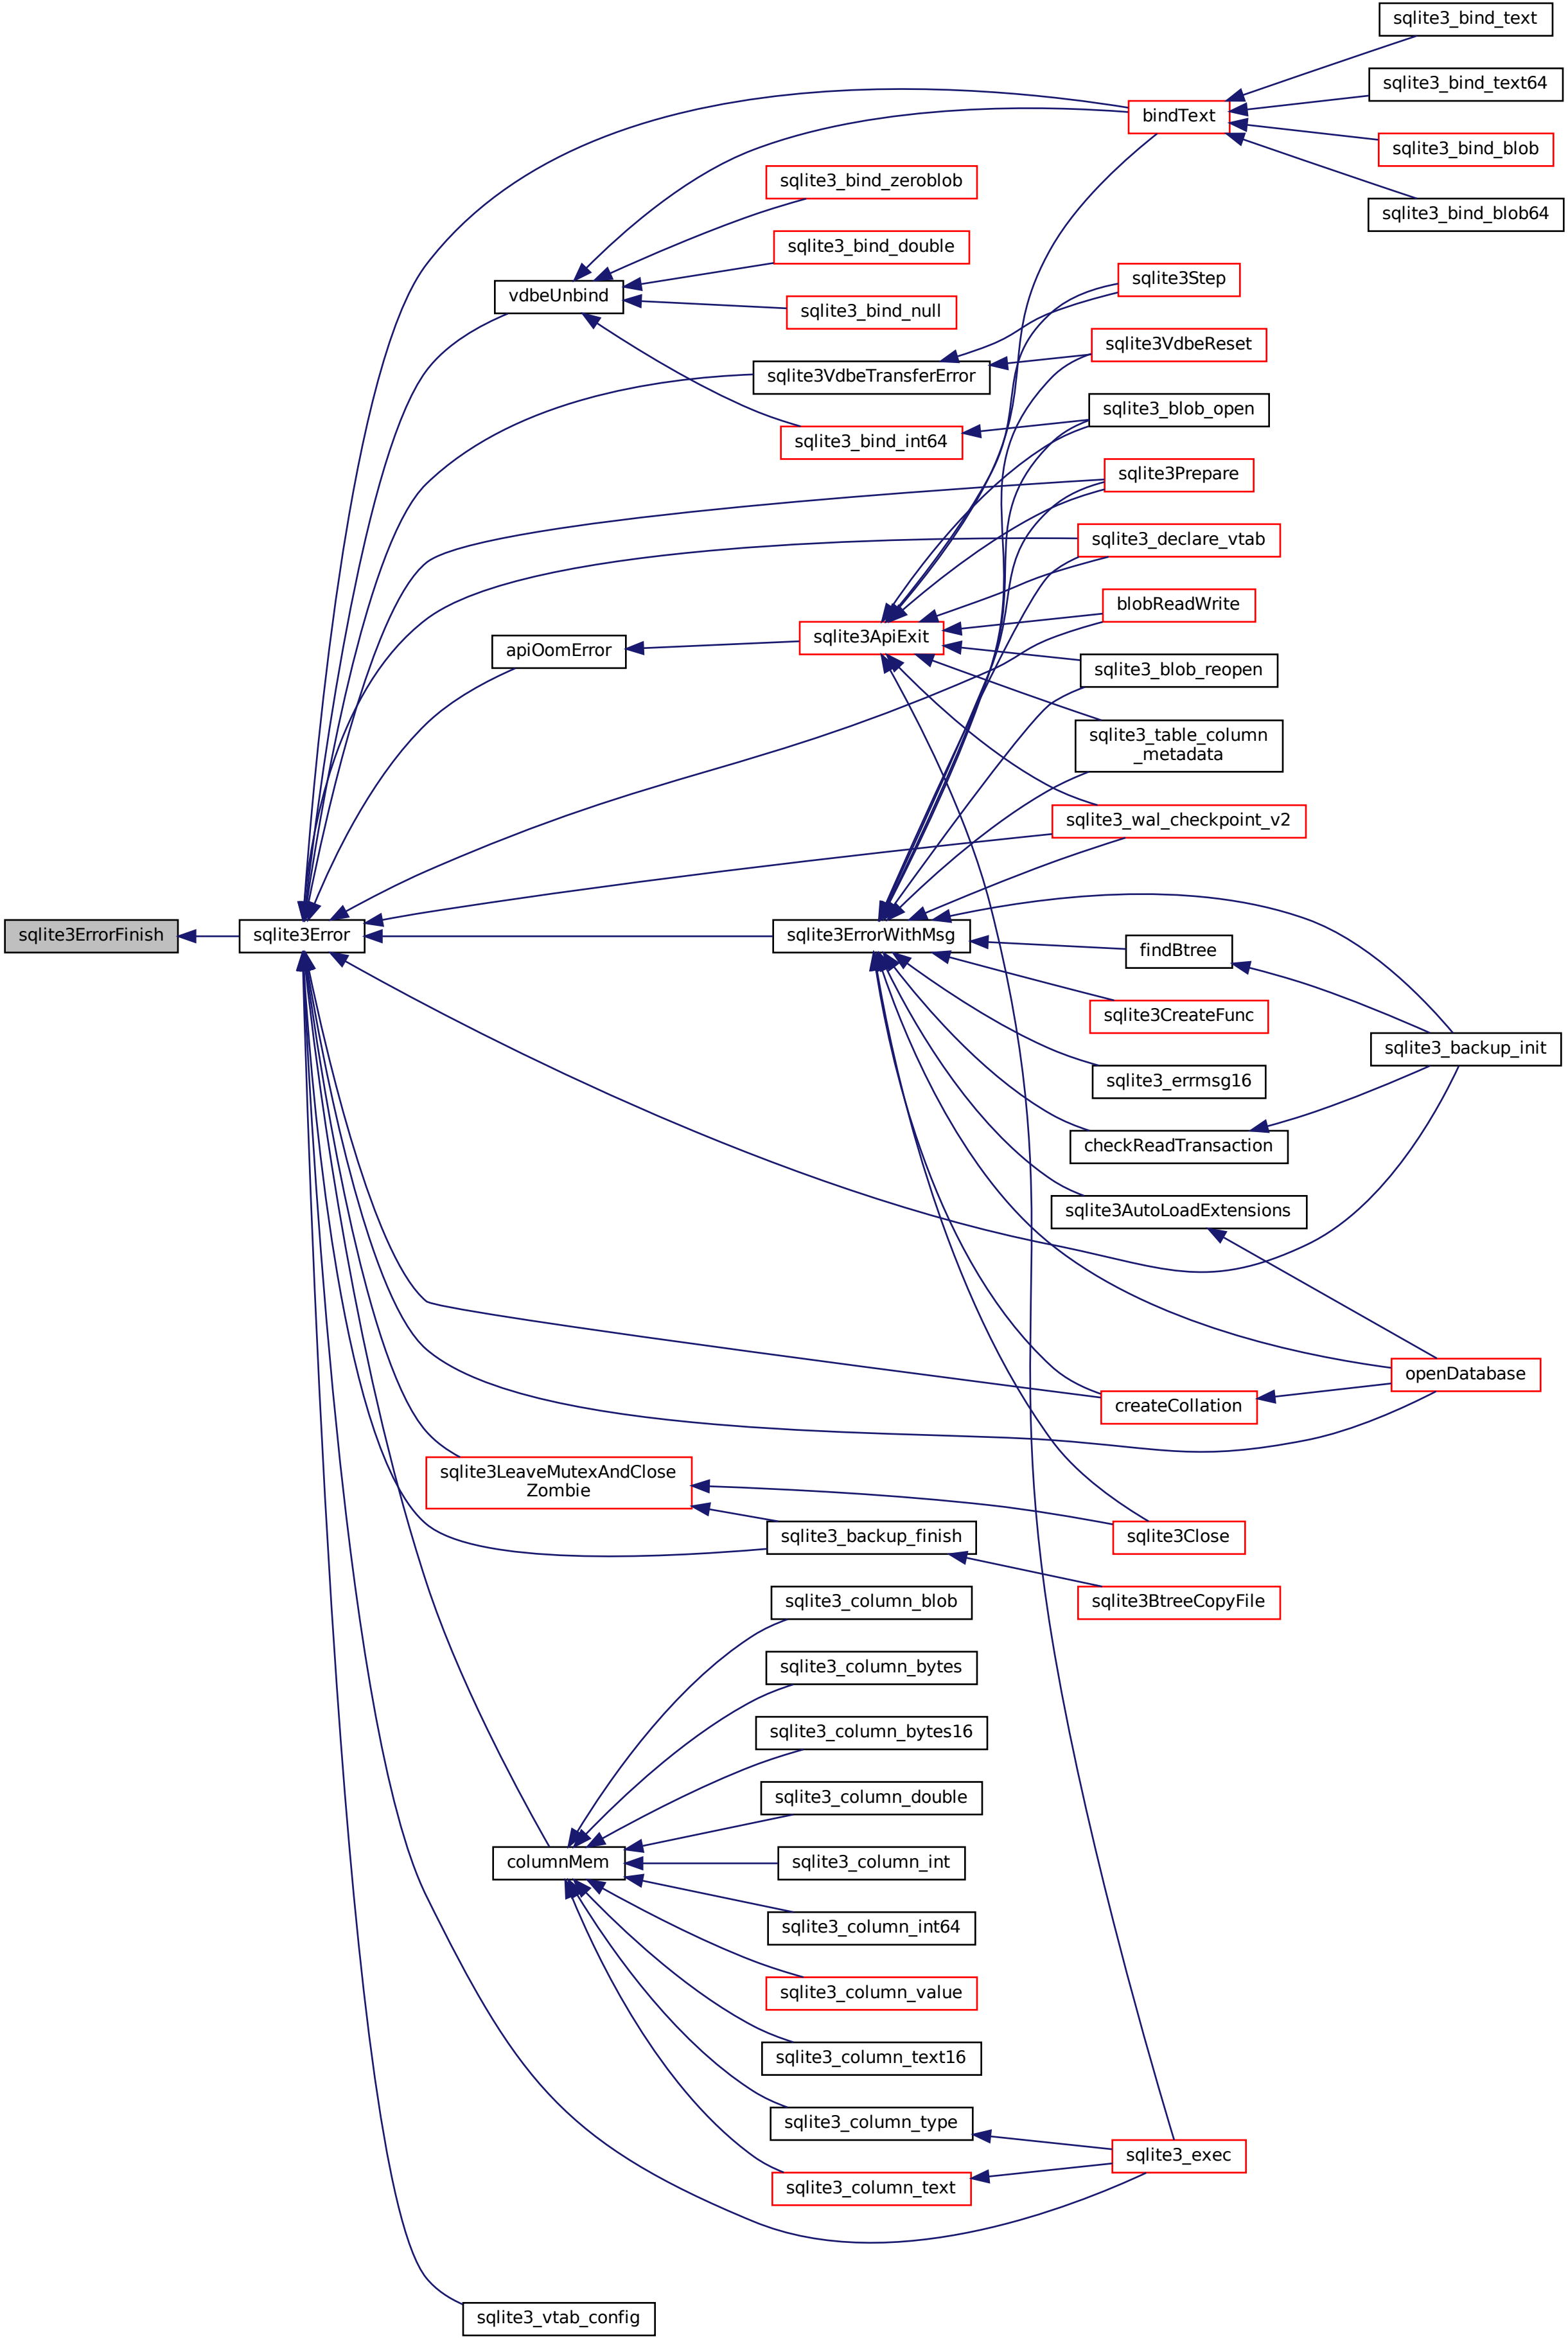 sqlite3_bind_text
sqlite3_bind_text64
bindText
sqlite3_bind_blob
sqlite3_bind_zeroblob
sqlite3_bind_blob64
sqlite3_bind_double
sqlite3Step
vdbeUnbind
sqlite3_bind_null
sqlite3VdbeReset
sqlite3VdbeTransferError
sqlite3_blob_open
sqlite3_bind_int64
sqlite3Prepare
sqlite3_declare_vtab
blobReadWrite
sqlite3ApiExit
apiOomError
sqlite3_blob_reopen
sqlite3_table_column
_metadata
sqlite3_wal_checkpoint_v2
sqlite3ErrorFinish
sqlite3Error
sqlite3ErrorWithMsg
findBtree
sqlite3CreateFunc
sqlite3_backup_init
sqlite3_errmsg16
checkReadTransaction
sqlite3AutoLoadExtensions
openDatabase
createCollation
sqlite3LeaveMutexAndClose
Zombie
sqlite3_backup_finish
sqlite3Close
sqlite3BtreeCopyFile
sqlite3_column_blob
sqlite3_column_bytes
sqlite3_column_bytes16
sqlite3_column_double
columnMem
sqlite3_column_int
sqlite3_column_int64
sqlite3_column_value
sqlite3_column_text16
sqlite3_column_type
sqlite3_exec
sqlite3_column_text
sqlite3_vtab_config